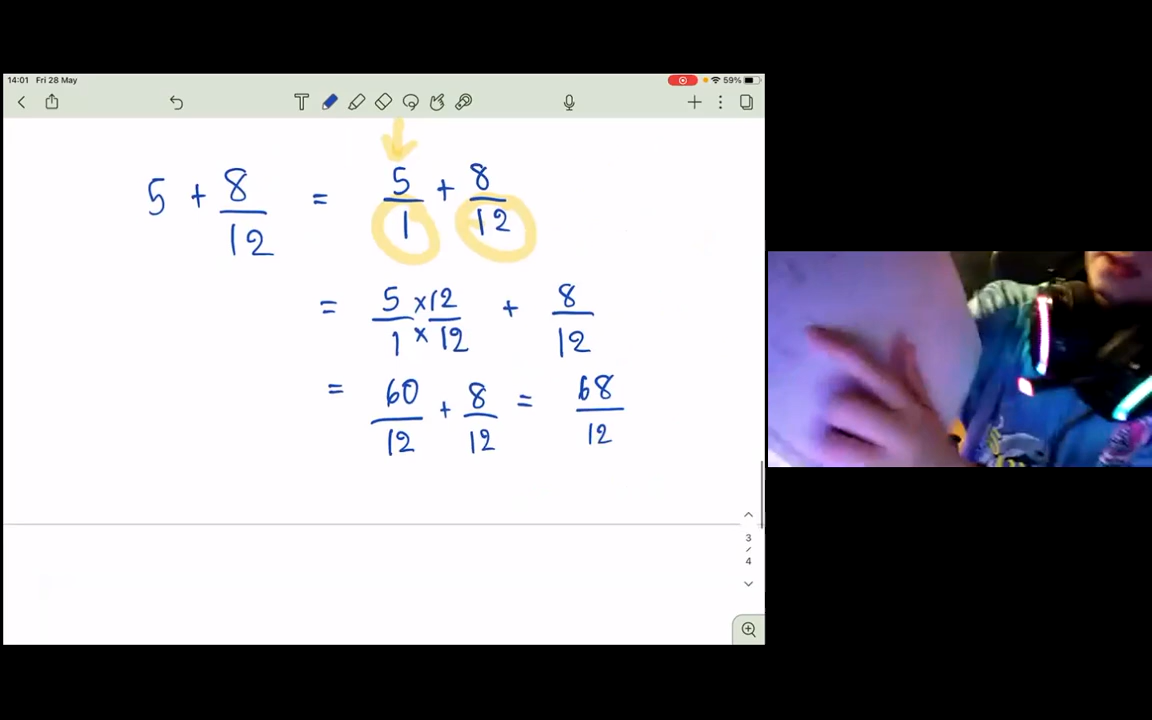 14:01 Fri 28 May 59%
5 + 8/12 = 5/1 + 8/12
= 5 × 12/1 × 12 + 8/12
= 60/12 + 8/12 = 68/12
3/4